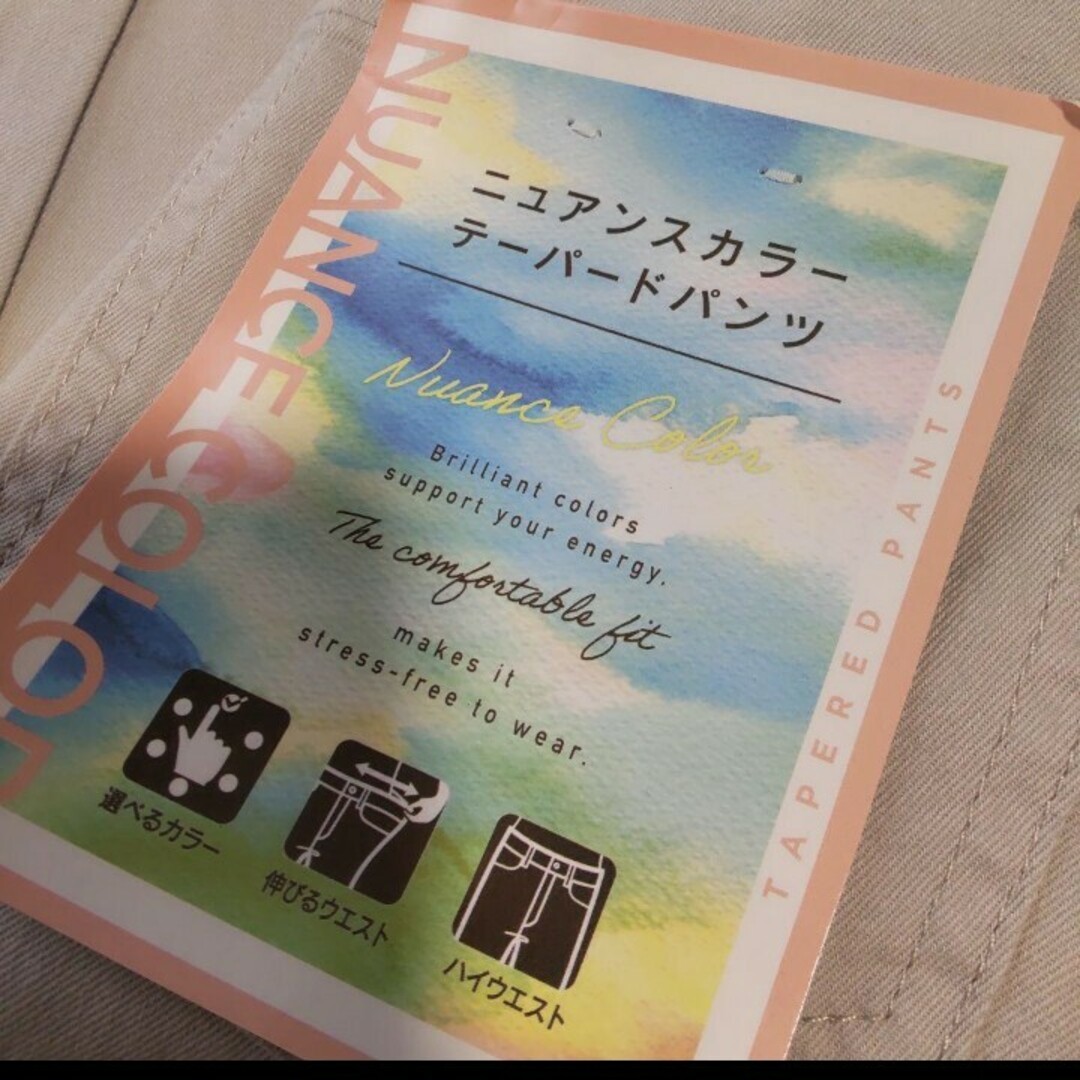 NUANCE COLOR
ニュアンスカラー
テーパードパンツ
Nuance Color
Brilliant colors
support your energy.
The comfortable fit
makes it
stress-free to wear.
選べるカラー
伸びるウエスト
ハイウエスト
TAPERED PANTS